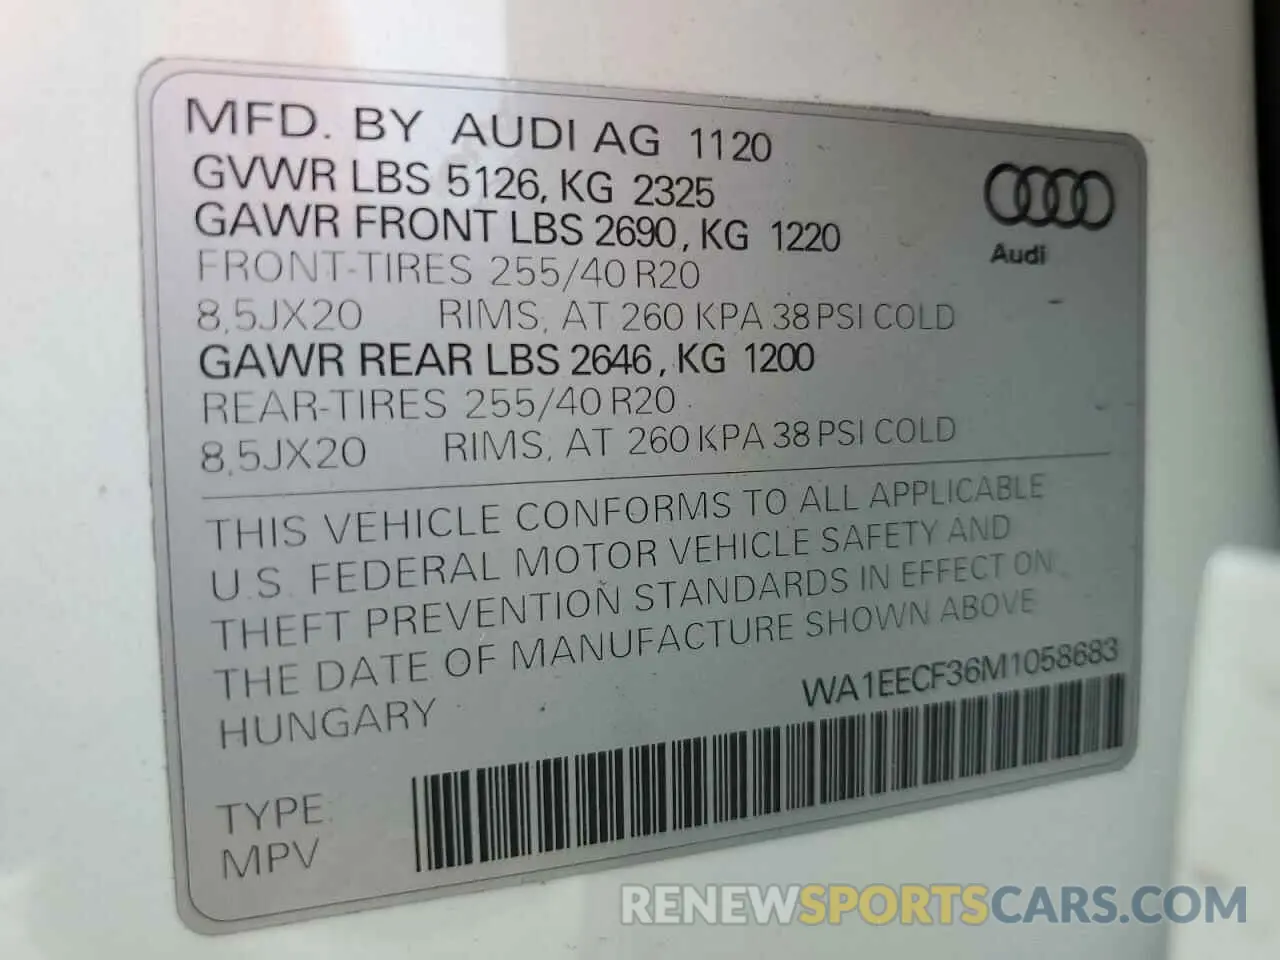 MFD. BY AUDI AG 1120
GVWR LBS 5126, KG 2325
GAWR FRONT LBS 2690, KG 1220
FRONT-TIRES 255/40 R20
8,5JX20 RIMS, AT 260 KPA 38 PSI COLD
GAWR REAR LBS 2646, KG 1200
REAR-TIRES 255/40 R20
8,5JX20 RIMS, AT 260 KPA 38 PSI COLD
Audi
THIS VEHICLE CONFORMS TO ALL APPLICABLE
U.S. FEDERAL MOTOR VEHICLE SAFETY AND
THEFT PREVENTION STANDARDS IN EFFECT ON
THE DATE OF MANUFACTURE SHOWN ABOVE
HUNGARY
WA1EECF36M1058683
TYPE:
MPV
RENEWSPORTSCARS.COM